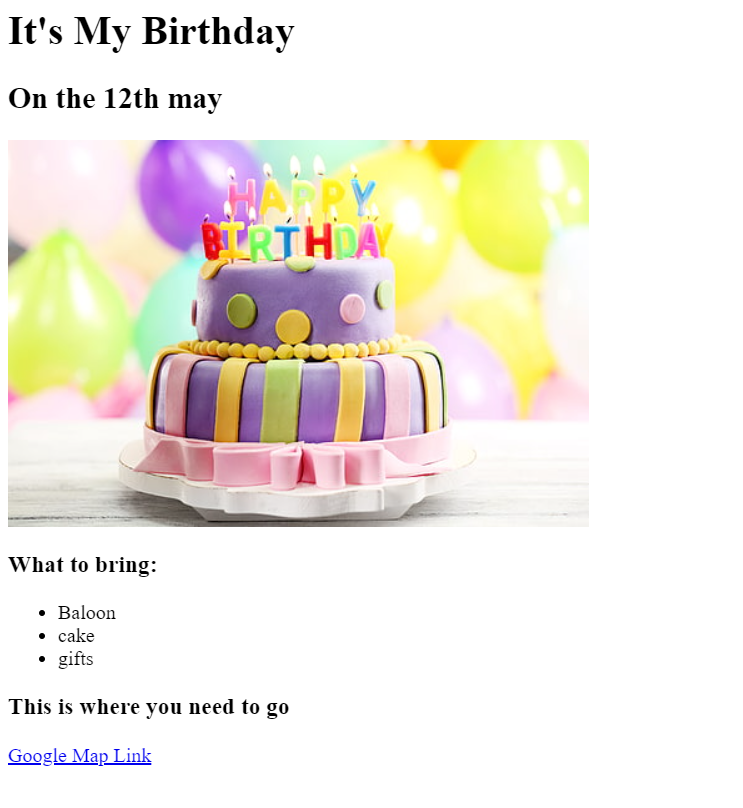 It's My Birthday
On the 12th may
HAPPY
BIRTHDAY
What to bring:
Baloon
cake
gifts
This is where you need to go
Google Map Link